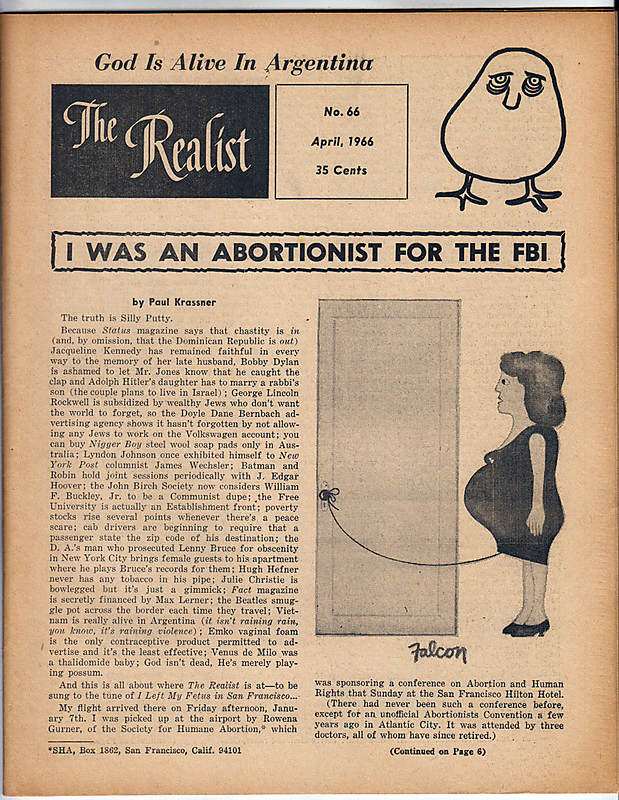 God Is Alive In Argentina
The Realist
No. 66
April, 1966
35 Cents
I WAS AN ABORTIONIST FOR THE FBI
by Paul Krassner
The truth is Silly Putty.
Because Status magazine says that chastity is in
(and, by omission, that the Dominican Republic is out)
Jacqueline Kennedy has remained faithful in every
way to the memory of her late husband, Bobby Dylan
is ashamed to let Mr. Jones know that he caught the
clap and Adolph Hitler's daughter has to marry a rabbi's
son (the couple plans to live in Israel); George Lincoln
Rockwell is subsidized by wealthy Jews who don't want
the world to forget, so the Doyle Dane Bernbach ad-
vertising agency shows it hasn't forgotten by not allow-
ing any Jews to work on the Volkswagen account; you
can buy Nigger Boy steel wool soap pads only in Aus-
tralia; Lyndon Johnson once exhibited himself to New
York Post columnist James Wechsler; Batman and
Robin hold joint sessions periodically with J. Edgar
Hoover; the John Birch Society now considers William
F. Buckley, Jr. to be a Communist dupe; the Free
University is actually an Establishment front; poverty
stocks rise several points whenever there's a peace
scare; cab drivers are beginning to require that a
passenger state the zip code of his destination; the
D. A.'s man who prosecuted Lenny Bruce for obscenity
in New York City brings female guests to his apartment
where he plays Bruce's records for them; Hugh Hefner
never has any tobacco in his pipe; Julie Christie is
bowlegged but it's just a gimmick; Fact magazine
is secretly financed by Max Lerner; the Beatles smug-
gle pot across the border each time they travel; Viet-
nam is really alive in Argentina (it isn't raining rain,
you know, it's raining violence); Emko vaginal foam
is the only contraceptive product permitted to ad-
vertise and it's the least effective; Venus de Milo was
a thalidomide baby; God isn't dead, He's merely play-
ing possum.
And this is all about where The Realist is at—to be
sung to the tune of I Left My Fetus in San Francisco...
My flight arrived there on Friday afternoon, Janu-
ary 7th. I was picked up at the airport by Rowena
Gurner, of the Society for Humane Abortion,* which
*SHA, Box 1862, San Francisco, Calif. 94101
Falcon
was sponsoring a conference on Abortion and Human
Rights that Sunday at the San Francisco Hilton Hotel.
(There had never been such a conference before,
except for an unofficial Abortionists Convention a few
years ago in Atlantic City. It was attended by three
doctors, all of whom have since retired.)
(Continued on Page 6)